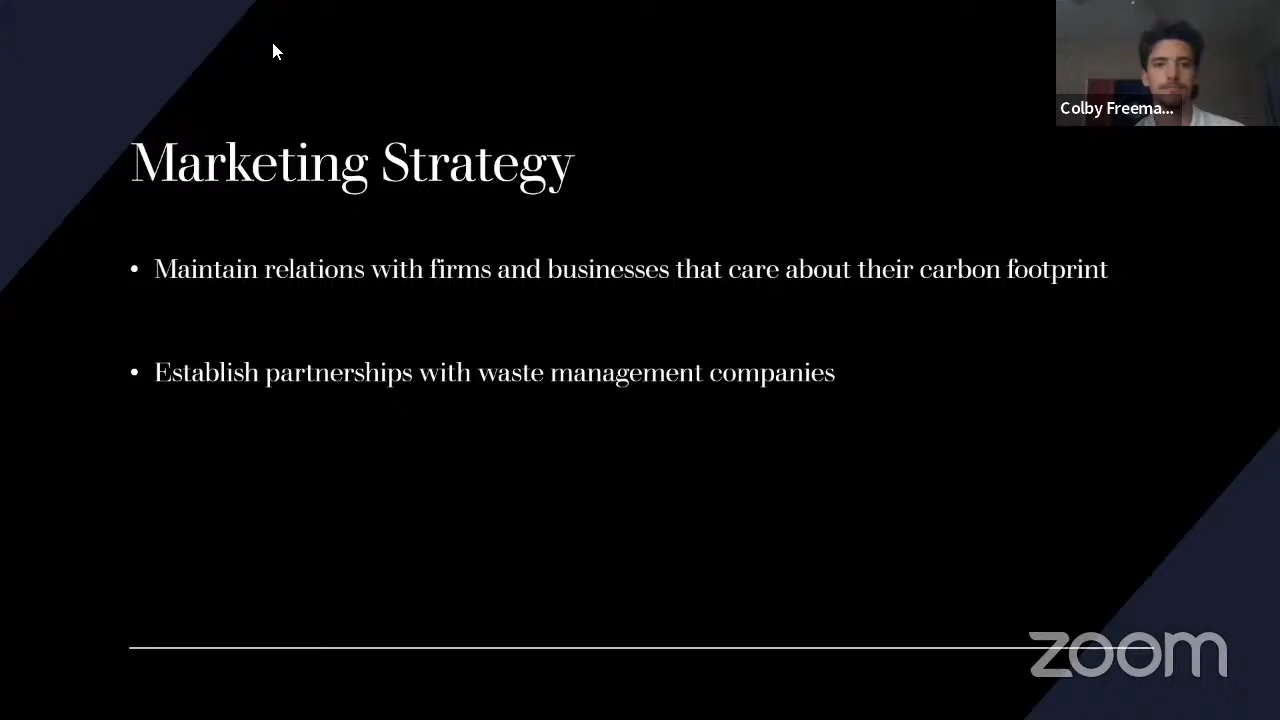 Colby Freema...
Marketing Strategy
• Maintain relations with firms and businesses that care about their carbon footprint
• Establish partnerships with waste management companies
zoom